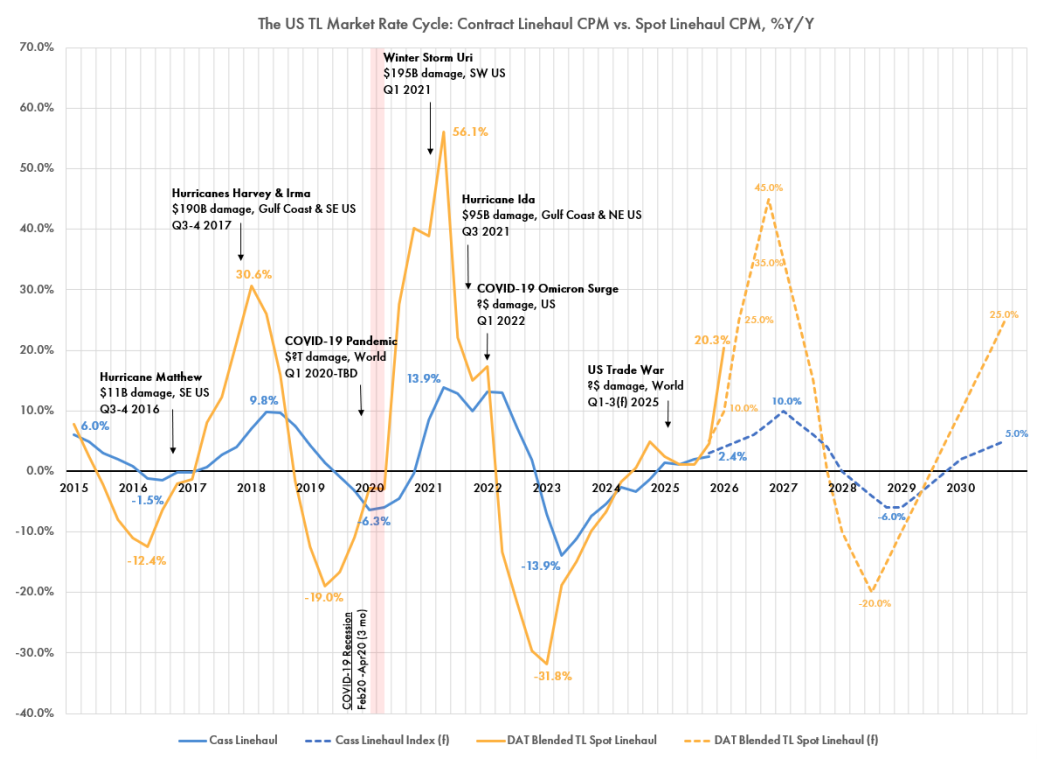 The US TL Market Rate Cycle: Contract Linehaul CPM vs. Spot Linehaul CPM, %Y/Y
70.0%
60.0%
50.0%
40.0%
30.0%
20.0%
10.0%
0.0%
-10.0%
-20.0%
-30.0%
-40.0%
Winter Storm Uri
$195B damage, SW US
Q1 2021
56.1%
Hurricanes Harvey & Irma
$190B damage, Gulf Coast & SE US
Q3-4 2017
30.6%
Hurricane Ida
$95B damage, Gulf Coast & NE US
Q3 2021
COVID-19 Omicron Surge
?$ damage, US
Q1 2022
COVID-19 Pandemic
$?T damage, World
Q1 2020-TBD
Hurricane Matthew
$11B damage, SE US
Q3-4 2016
US Trade War
?$ damage, World
Q1-3(f) 2025
45.0%
35.0%
25.0%
10.0%
20.3%
25.0%
6.0%
9.8%
13.9%
2.4%
10.0%
5.0%
2015 2016 2017 2018 2019 2020 2021 2022 2023 2024 2025 2026 2027 2028 2029 2030
-1.5%
-6.3%
-6.0%
-12.4%
-19.0%
-13.9%
-31.8%
-20.0%
COVID-19 Recession
Feb20 -Apr20 (3 mo)
Cass Linehaul
Cass Linehaul Index (f)
DAT Blended TL Spot Linehaul
DAT Blended TL Spot Linehaul (f)